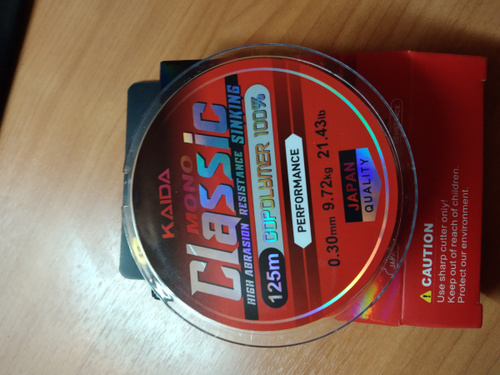 KAIDA
MONO
Classic
HIGH ABRASION RESISTANCE SINKING
125m COPOLYMER 100%
PERFORMANCE
0.30mm 9.72kg 21.43lb
JAPAN
QUALITY
CAUTION
Use sharp cutter only!
Keep out of reach of children.
Protect our environment.